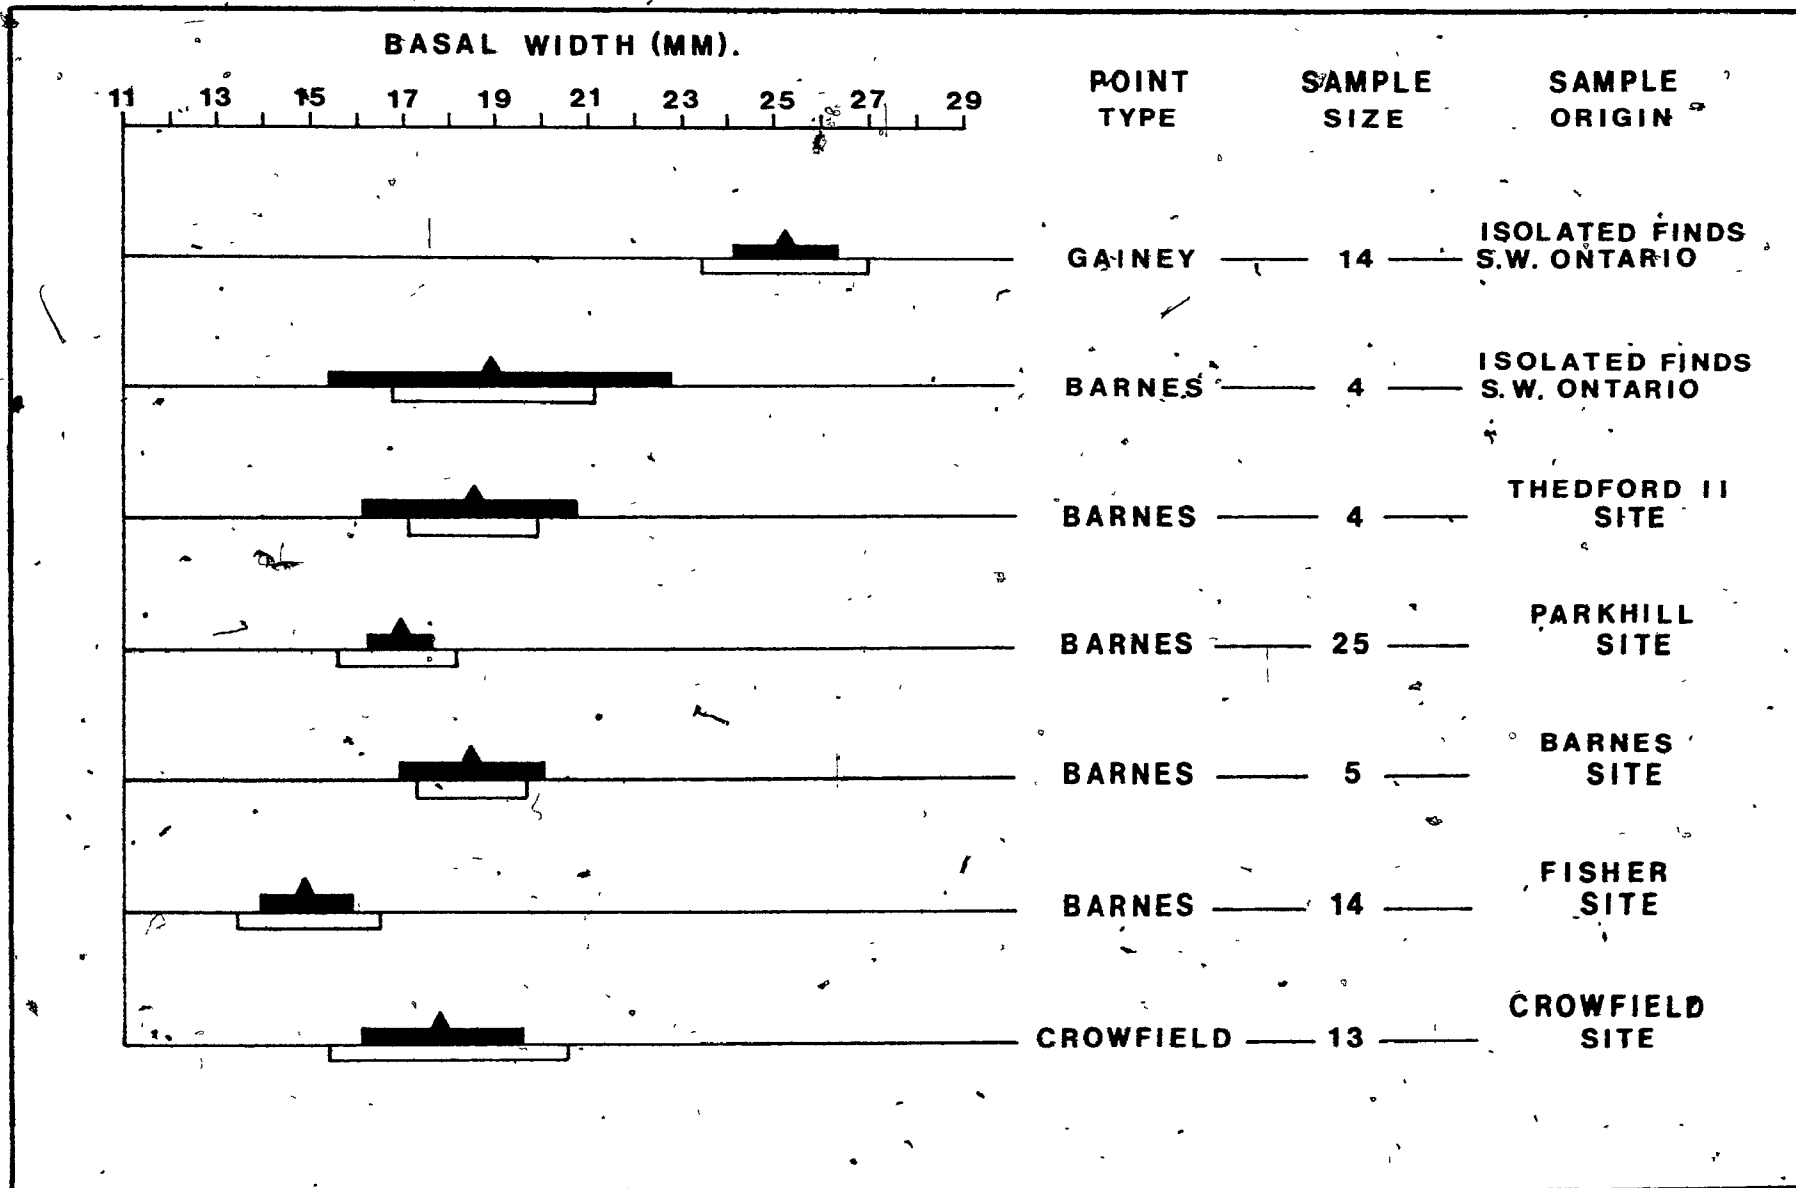 BASAL WIDTH (MM).
11 13 15 17 19 21 23 25 27 29
POINT TYPE
SAMPLE SIZE
SAMPLE ORIGIN
GAINEY 14 ISOLATED FINDS S.W. ONTARIO
BARNES 4 ISOLATED FINDS S.W. ONTARIO
BARNES 4 THEDFORD II SITE
BARNES 25 PARKHILL SITE
BARNES 5 BARNES SITE
BARNES 14 FISHER SITE
CROWFIELD 13 CROWFIELD SITE